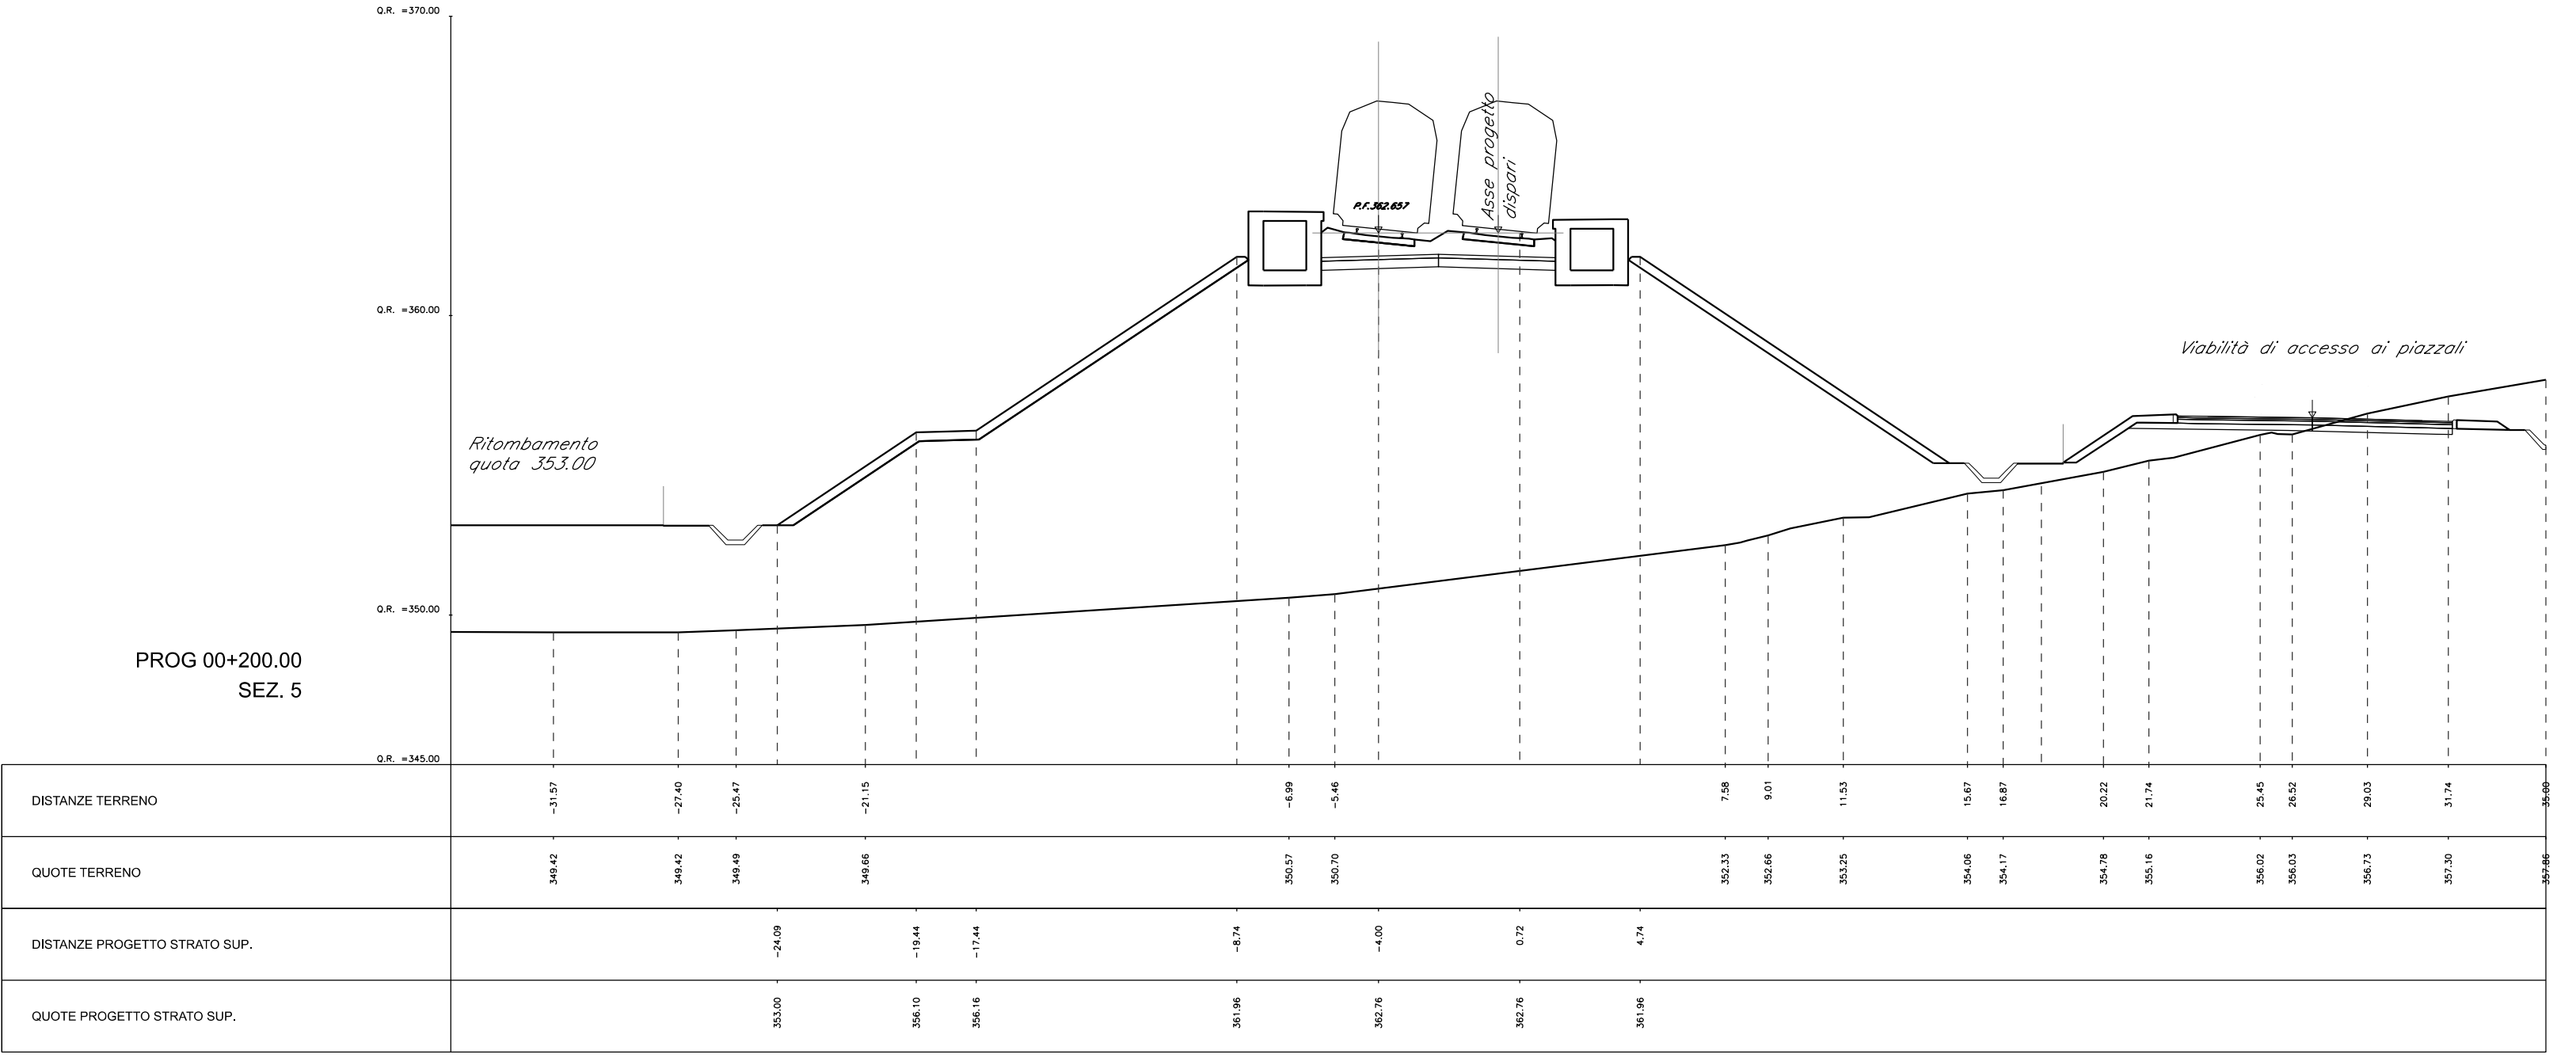 Q.R. =370.00
Asse progetto
dispari
P.F.362.657
Q.R. =360.00
Viabilità di accesso ai piazzali
Ritombamento
quota 353.00
Q.R. =350.00
PROG 00+200.00
SEZ. 5
Q.R. =345.00
DISTANZE TERRENO -31.57 -27.40 -25.47 -21.15 -6.99 -5.46 7.58 9.01 11.53 15.67 16.87 20.22 21.74 25.45 26.52 29.03 31.74 35.00
QUOTE TERRENO 349.42 349.42 349.49 349.66 350.57 350.70 352.33 352.66 353.25 354.06 354.17 354.78 355.16 356.02 356.03 356.73 357.30 357.86
DISTANZE PROGETTO STRATO SUP. -24.09 -19.44 -17.44 -8.74 -4.00 0.72 4.74
QUOTE PROGETTO STRATO SUP. 353.00 356.10 356.16 361.96 362.76 362.76 361.96